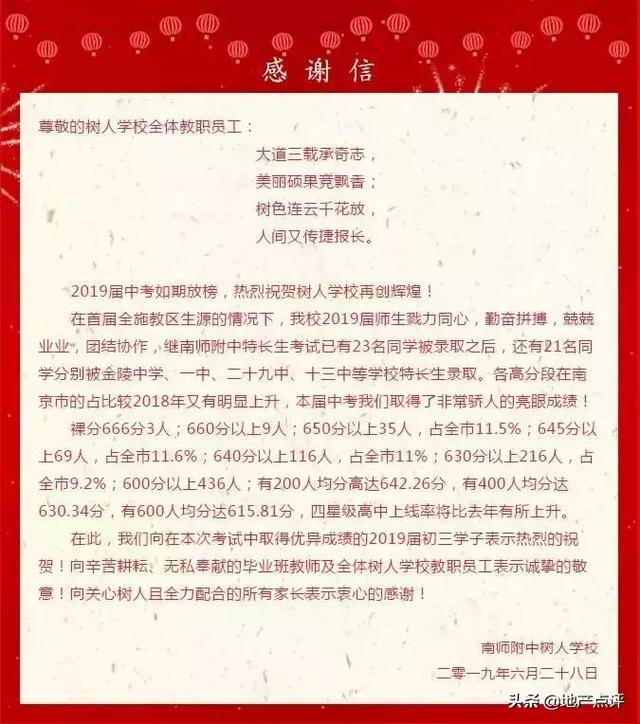 感谢信
尊敬的树人学校全体教职员工：
大道三载承奇志，
美丽硕果竞飘香；
树色连云千花放，
人间又传捷报长。
2019届中考如期放榜，热烈祝贺树人学校再创辉煌！
在首届全施教区生源的情况下，我校2019届师生戮力同心，勤奋拼搏，兢兢
业业，团结协作，继南师附中特长生考试已有23名同学被录取之后，还有21名同
学分别被金陵中学、一中、二十九中、十三中等学校特长生录取。各高分段在南
京市的占比较2018年又有明显上升，本届中考我们取得了非常骄人的亮眼成绩！
裸分666分3人；660分以上9人；650分以上35人，占全市11.5%；645分以
上69人，占全市11.6%；640分以上116人，占全市11%；630分以上216人，占
全市9.2%；600分以上436人；有200人均分高达642.26分，有400人均分达
630.34分，有600人均分达615.81分，四星级高中上线率将比去年有所上升。
在此，我们向在本次考试中取得优异成绩的2019届初三学子表示热烈的祝
贺！向辛苦耕耘、无私奉献的毕业班教师及全体树人学校教职员工表示诚挚的敬
意！向关心树人且全力配合的所有家长表示衷心的感谢！
南师附中树人学校
二零一九年六月二十八日
头条@地产点评